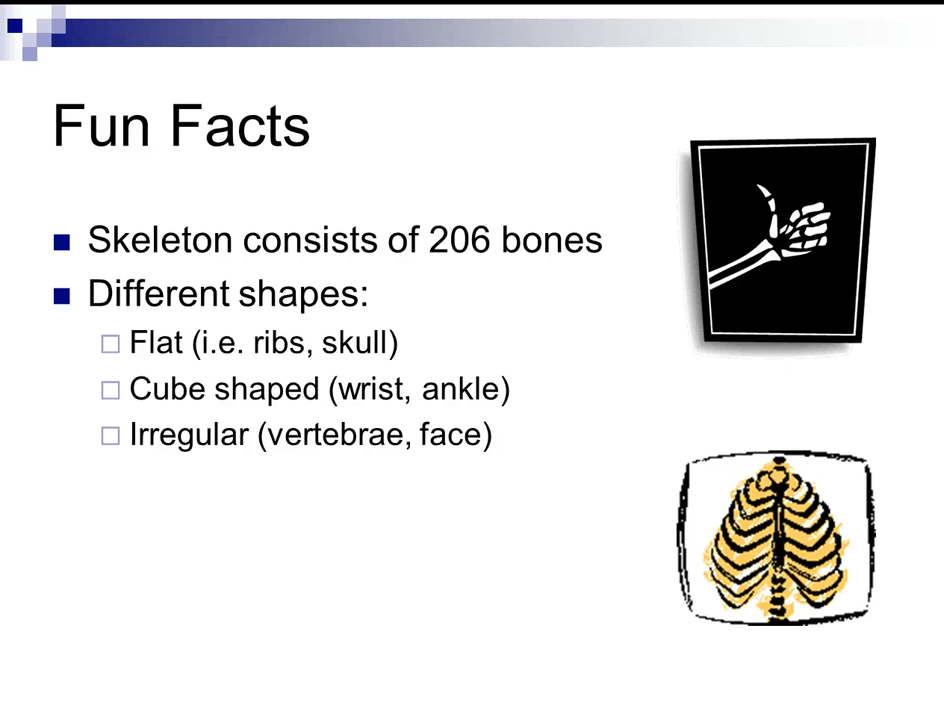 Fun Facts
Skeleton consists of 206 bones
Different shapes:
Flat (i.e. ribs, skull)
Cube shaped (wrist, ankle)
Irregular (vertebrae, face)